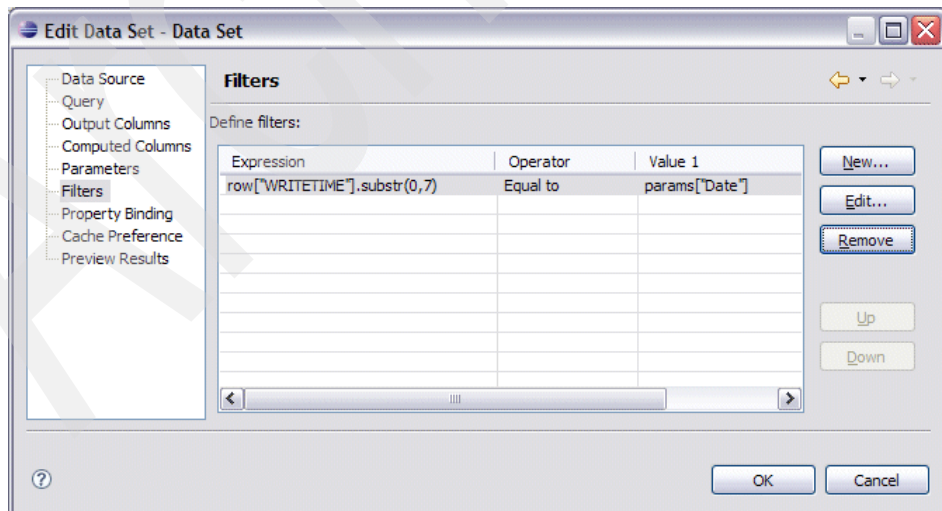 Edit Data Set - Data Set
Data Source
Query
Output Columns
Computed Columns
Parameters
Filters
Property Binding
Cache Preference
Preview Results
Filters
Define filters:
Expression Operator Value 1
row["WRITETIME"].substr(0,7) Equal to params["Date"]
New...
Edit...
Remove
Up
Down
OK Cancel